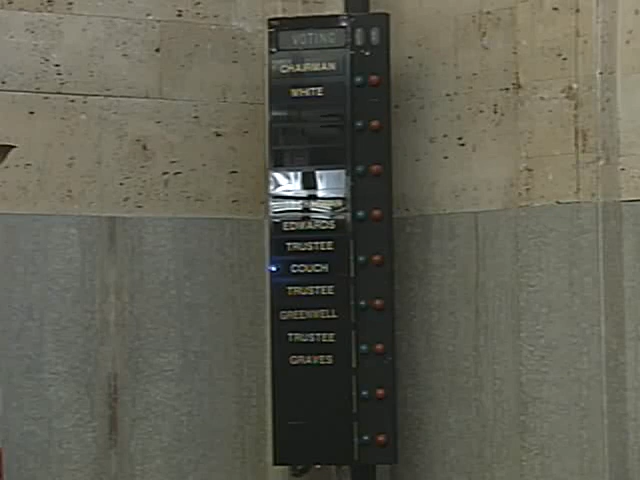 VOTING
CHAIRMAN
WHITE
EDWARDS
TRUSTEE
COUCH
TRUSTEE
GREENWELL
TRUSTEE
GRAVES